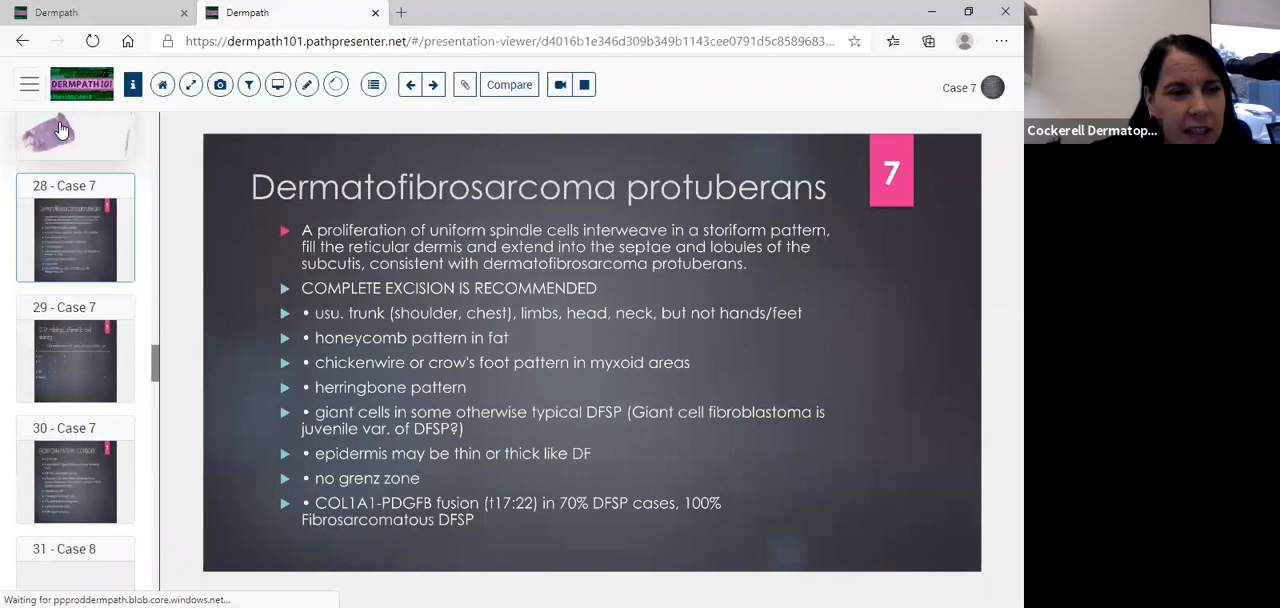 Dermpath
Dermpath
https://dermpath101.pathpresenter.net/#/presentation-viewer/d4016b1e346d309b349b1143cee0791d5c8589683...
DERMPATH 101
Compare
Case 7
Cockerell Dermatop...
28 - Case 7
29 - Case 7
30 - Case 7
31 - Case 8
7
Dermatofibrosarcoma protuberans
A proliferation of uniform spindle cells interweave in a storiform pattern,
fill the reticular dermis and extend into the septae and lobules of the
subcutis, consistent with dermatofibrosarcoma protuberans.
COMPLETE EXCISION IS RECOMMENDED
• usu. trunk (shoulder, chest), limbs, head, neck, but not hands/feet
• honeycomb pattern in fat
• chickenwire or crow's foot pattern in myxoid areas
• herringbone pattern
• giant cells in some otherwise typical DFSP (Giant cell fibroblastoma is
juvenile var. of DFSP?)
• epidermis may be thin or thick like DF
• no grenz zone
• COL1A1-PDGFB fusion (t17:22) in 70% DFSP cases, 100%
Fibrosarcomatous DFSP
Waiting for ppproddermpath.blob.core.windows.net...